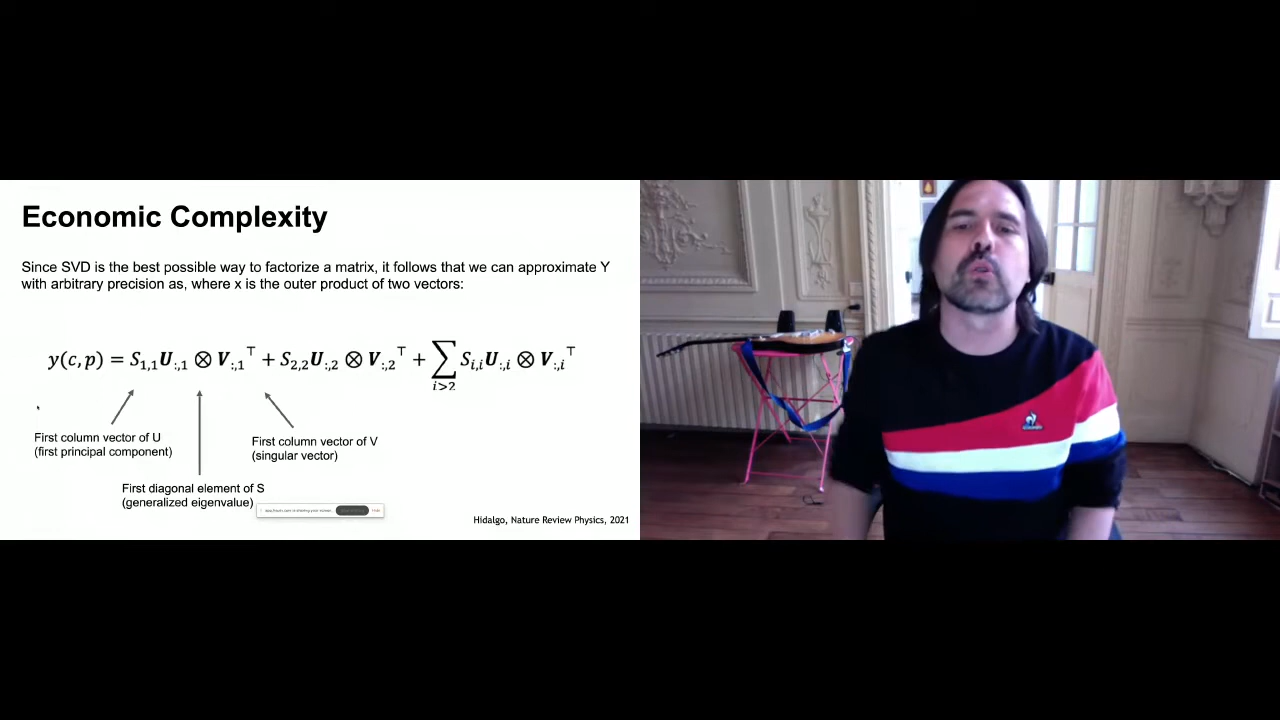 Economic Complexity
Since SVD is the best possible way to factorize a matrix, it follows that we can approximate Y
with arbitrary precision as, where x is the outer product of two vectors:
y(c,p) = S₁,₁U:,₁ ⊗ V:,₁ᵀ + S₂,₂U:,₂ ⊗ V:,₂ᵀ + ∑ Sᵢ,ᵢU:,ᵢ ⊗ V:,ᵢᵀ
i>2
First column vector of U
(first principal component)
First column vector of V
(singular vector)
First diagonal element of S
(generalized eigenvalue)
Hidalgo, Nature Review Physics, 2021